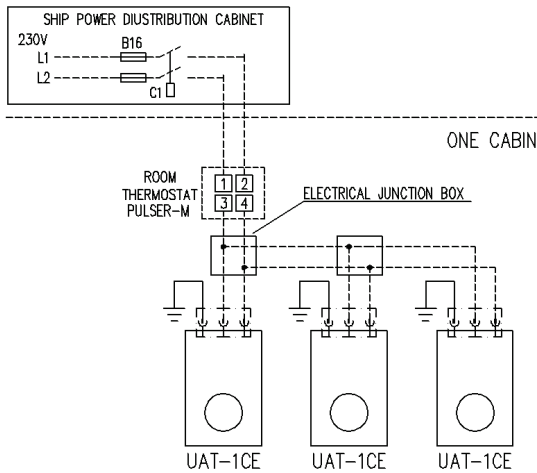 SHIP POWER DIUSTRIBUTION CABINET
230V
B16
L1
L2
C1
ONE CABIN
ROOM
THERMOSTAT
PULSER-M
1 2
3 4
ELECTRICAL JUNCTION BOX
UAT-1CE UAT-1CE UAT-1CE